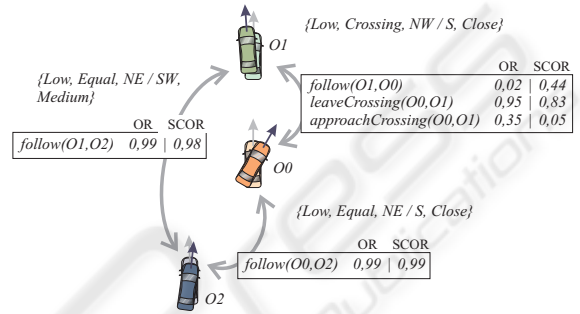 {Low, Crossing, NW / S, Close}
O1
OR SCOR
follow(O1,O0) 0,02 | 0,44
leaveCrossing(O0,O1) 0,95 | 0,83
approachCrossing(O0,O1) 0,35 | 0,05
{Low, Equal, NE / SW,
Medium}
OR SCOR
follow(O1,O2) 0,99 | 0,98
O0
{Low, Equal, NE / S, Close}
OR SCOR
follow(O0,O2) 0,99 | 0,99
O2